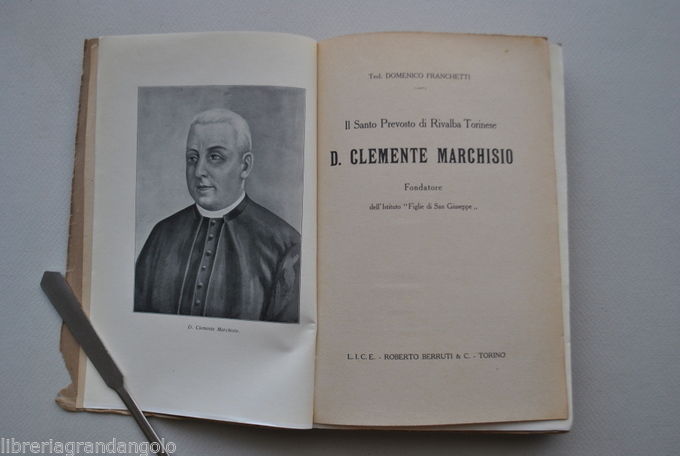 D. Clemente Marchisio.
Teol. DOMENICO FRANCHETTI
Il Santo Prevosto di Rivalba Torinese
D. CLEMENTE MARCHISIO
Fondatore
dell'Istituto "Figlie di San Giuseppe „
L.I.C.E. - ROBERTO BERRUTI & C. - TORINO
libreriagrandangolo